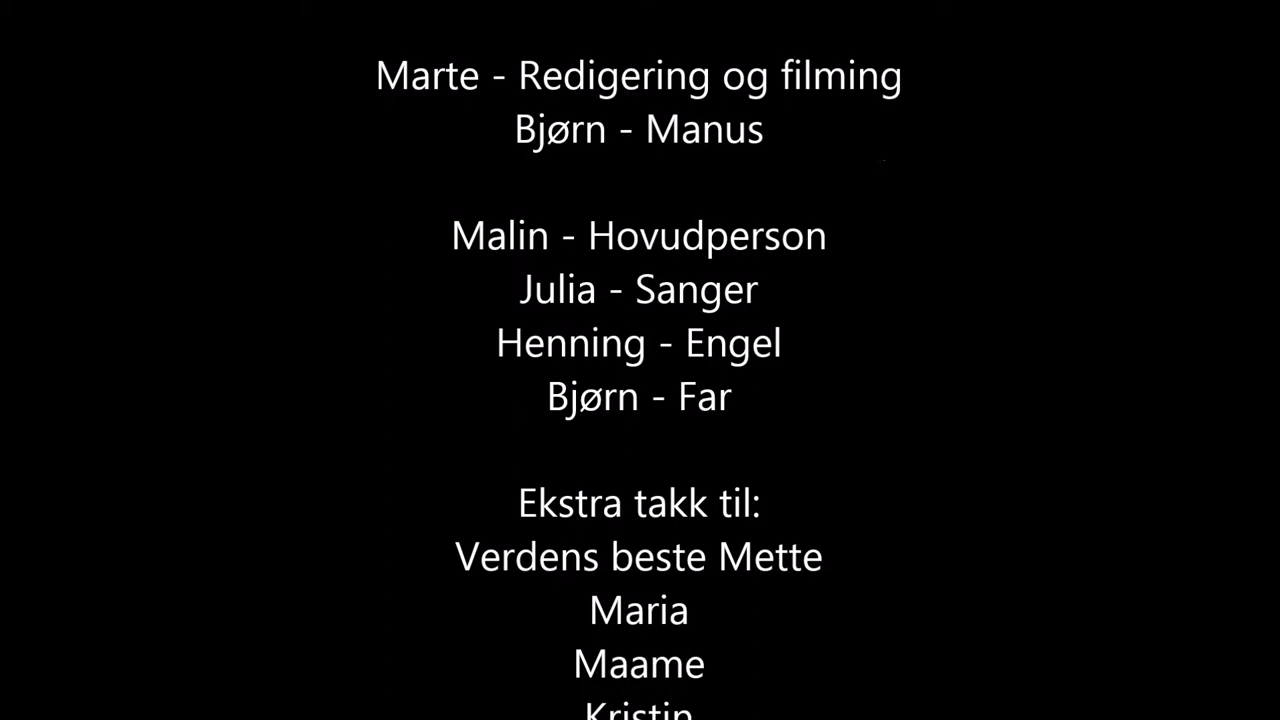 Marte - Redigering og filming
Bjørn - Manus
Malin - Hovudperson
Julia - Sanger
Henning - Engel
Bjørn - Far
Ekstra takk til:
Verdens beste Mette
Maria
Maame
Kristin